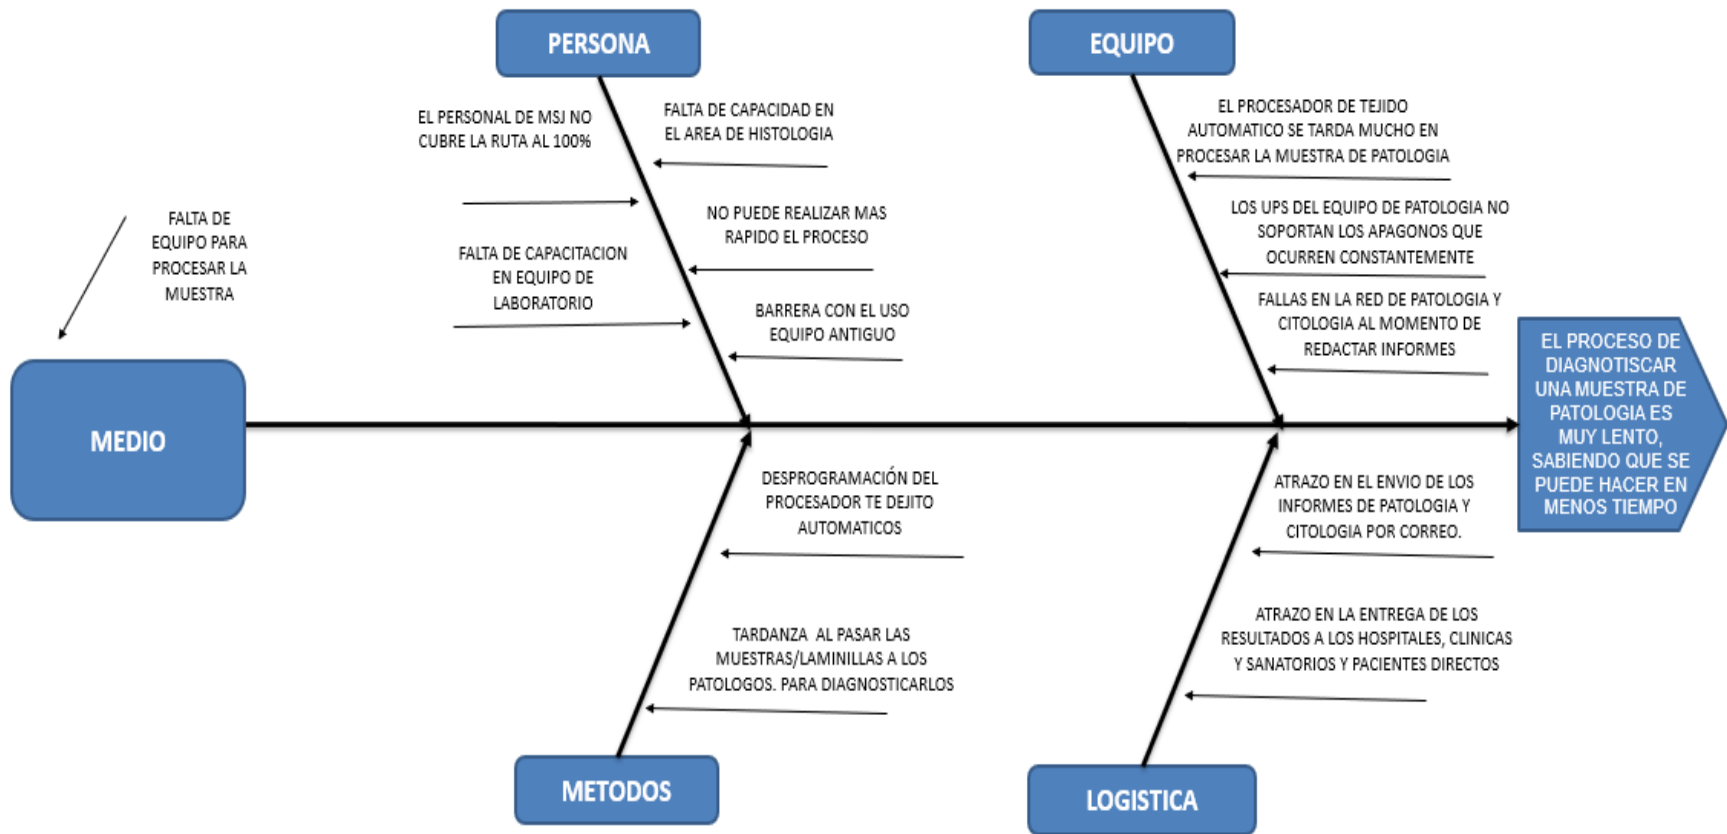 PERSONA
EQUIPO
EL PERSONAL DE MSJ NO
CUBRE LA RUTA AL 100%
FALTA DE CAPACIDAD EN
EL AREA DE HISTOLOGIA
EL PROCESADOR DE TEJIDO
AUTOMATICO SE TARDA MUCHO EN
PROCESAR LA MUESTRA DE PATOLOGIA
FALTA DE
EQUIPO PARA
PROCESAR LA
MUESTRA
NO PUEDE REALIZAR MAS
RAPIDO EL PROCESO
LOS UPS DEL EQUIPO DE PATOLOGIA NO
SOPORTAN LOS APAGONOS QUE
OCURREN CONSTANTEMENTE
FALTA DE CAPACITACION
EN EQUIPO DE
LABORATORIO
BARRERA CON EL USO
EQUIPO ANTIGUO
FALLAS EN LA RED DE PATOLOGIA Y
CITOLOGIA AL MOMENTO DE
REDACTAR INFORMES
MEDIO
EL PROCESO DE
DIAGNOTISCAR
UNA MUESTRA DE
PATOLOGIA ES
MUY LENTO,
SABIENDO QUE SE
PUEDE HACER EN
MENOS TIEMPO
DESPROGRAMACIÓN DEL
PROCESADOR TE DEJITO
AUTOMATICOS
ATRAZO EN EL ENVIO DE LOS
INFORMES DE PATOLOGIA Y
CITOLOGIA POR CORREO.
TARDANZA AL PASAR LAS
MUESTRAS/LAMINILLAS A LOS
PATOLOGOS. PARA DIAGNOSTICARLOS
ATRAZO EN LA ENTREGA DE LOS
RESULTADOS A LOS HOSPITALES, CLINICAS
Y SANATORIOS Y PACIENTES DIRECTOS
METODOS
LOGISTICA